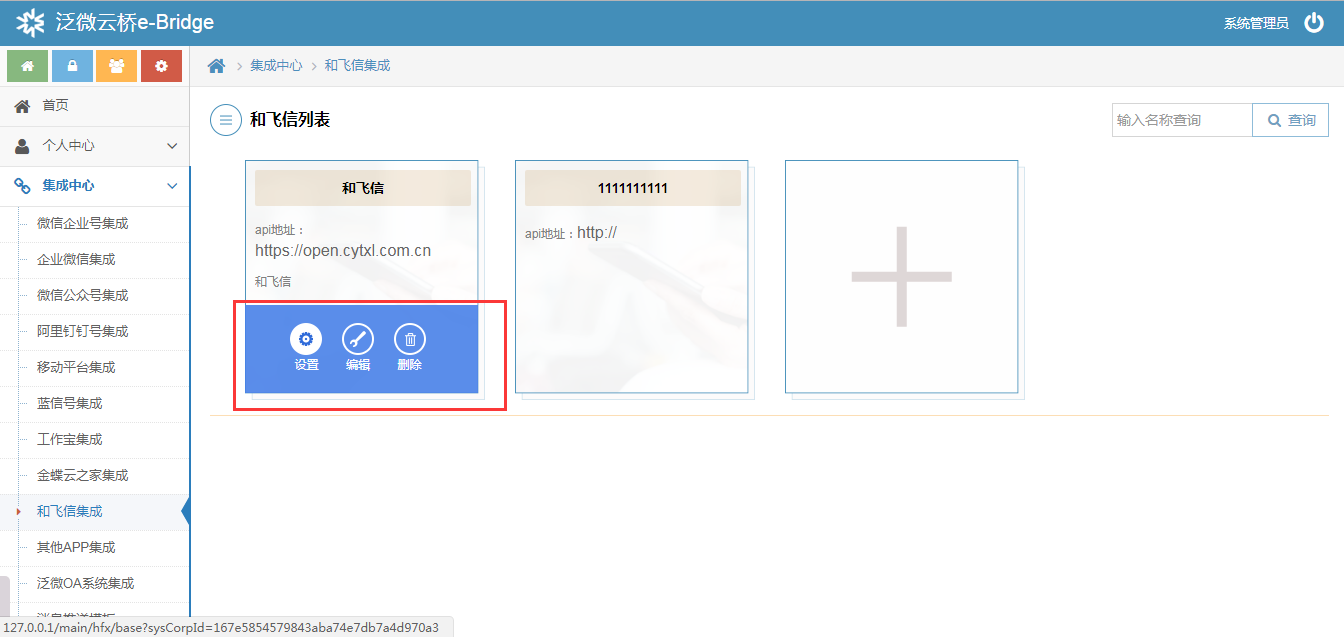 泛微云桥e-Bridge
系统管理员
集成中心
和飞信集成
首页
个人中心
集成中心
微信企业号集成
企业微信集成
微信公众号集成
阿里钉钉号集成
移动平台集成
蓝信号集成
工作宝集成
金蝶云之家集成
和飞信集成
其他APP集成
泛微OA系统集成
和飞信列表
输入名称查询
查询
和飞信
api地址：
https://open.cytxl.com.cn
和飞信
设置
编辑
删除
1111111111
api地址：http://
127.0.0.1/main/hfx/base?sysCorpId=167e5854579843aba74e7db7a4d970a3